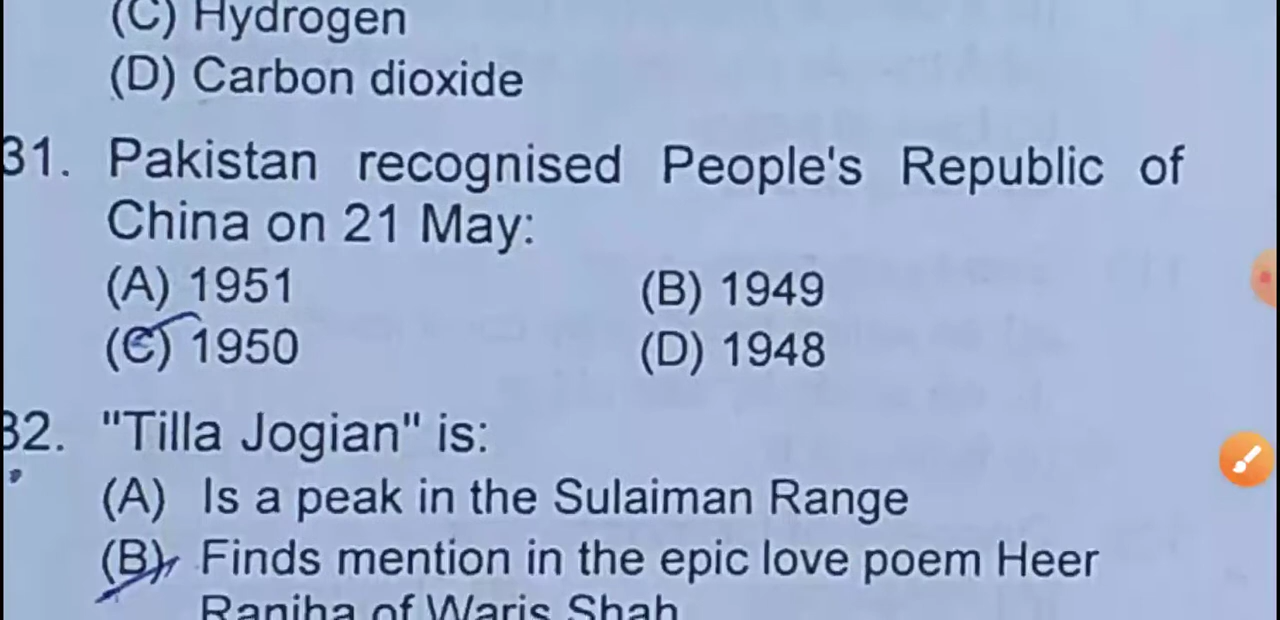 (C) Hydrogen
(D) Carbon dioxide
31. Pakistan recognised People's Republic of
China on 21 May:
(A) 1951 (B) 1949
(C) 1950 (D) 1948
32. "Tilla Jogian" is:
(A) Is a peak in the Sulaiman Range
(B) Finds mention in the epic love poem Heer
Ranjha of Waris Shah